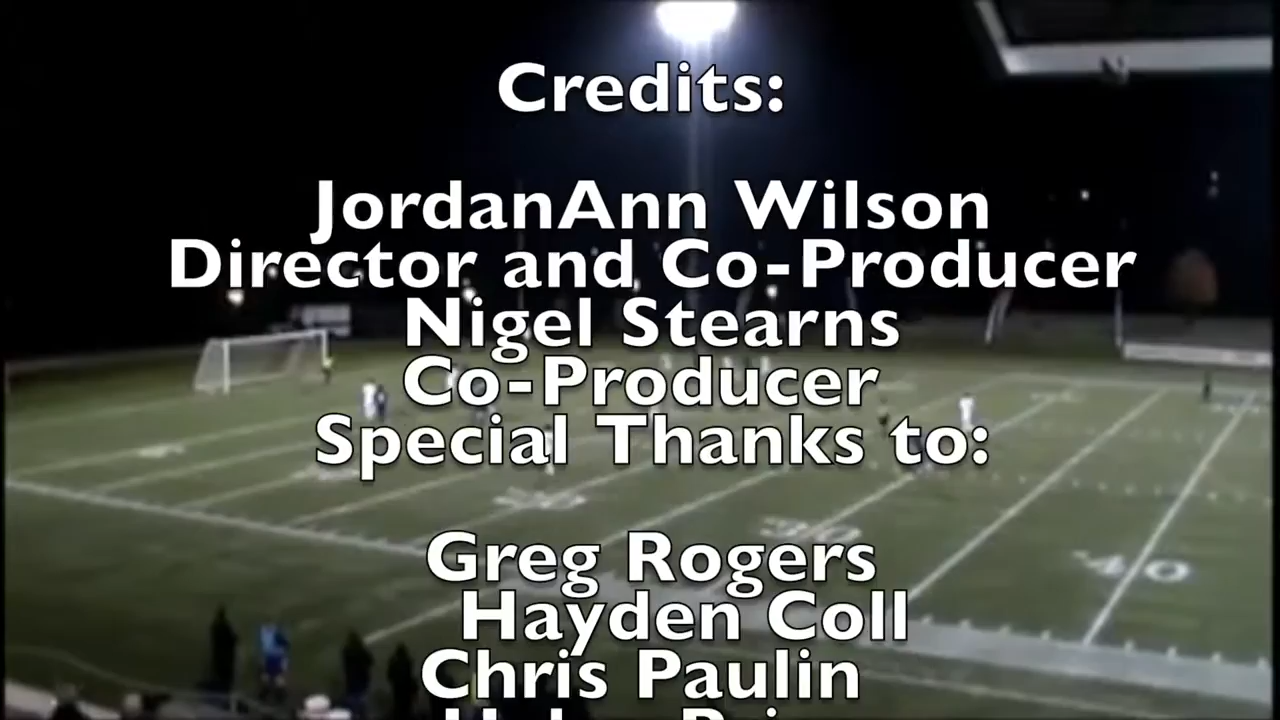 Credits:
JordanAnn Wilson
Director and Co-Producer
Nigel Stearns
Co-Producer
Special Thanks to:
Greg Rogers
Hayden Coll
Chris Paulin
40